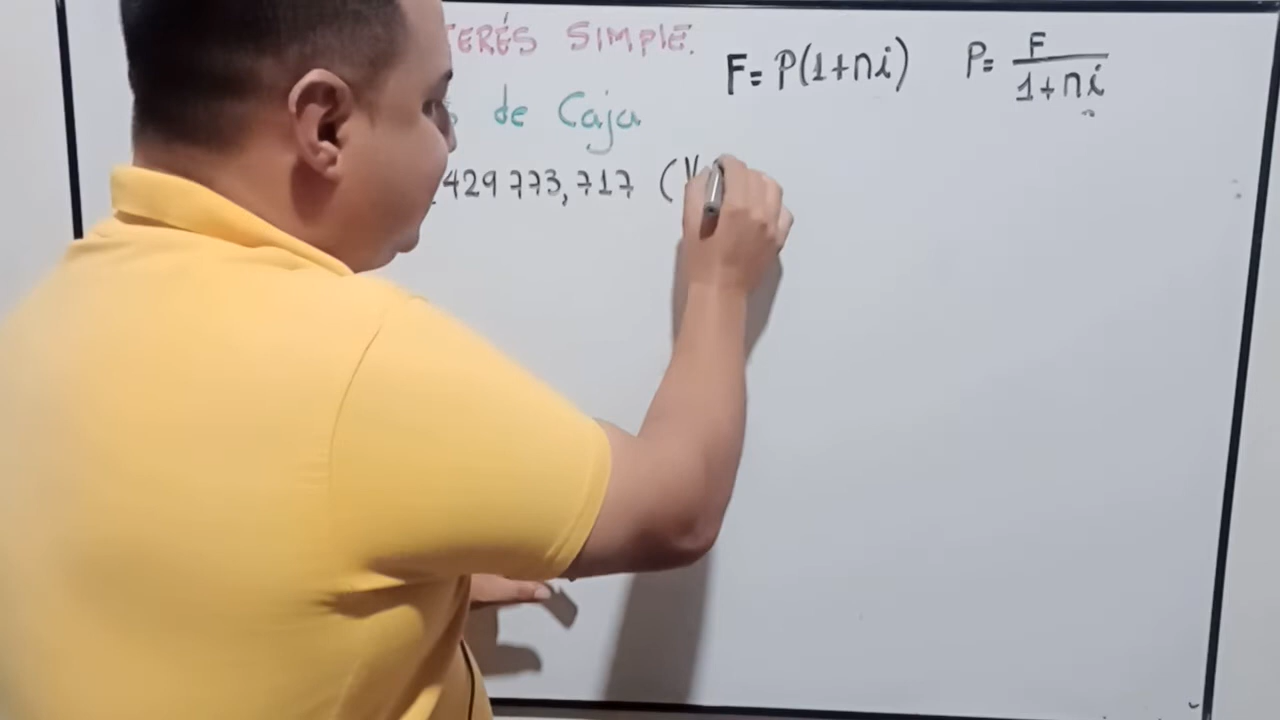 TERÉS SIMPLE.
F= P(1+ni)
P= F / 1+ni
de Caja
429 773,717 (V